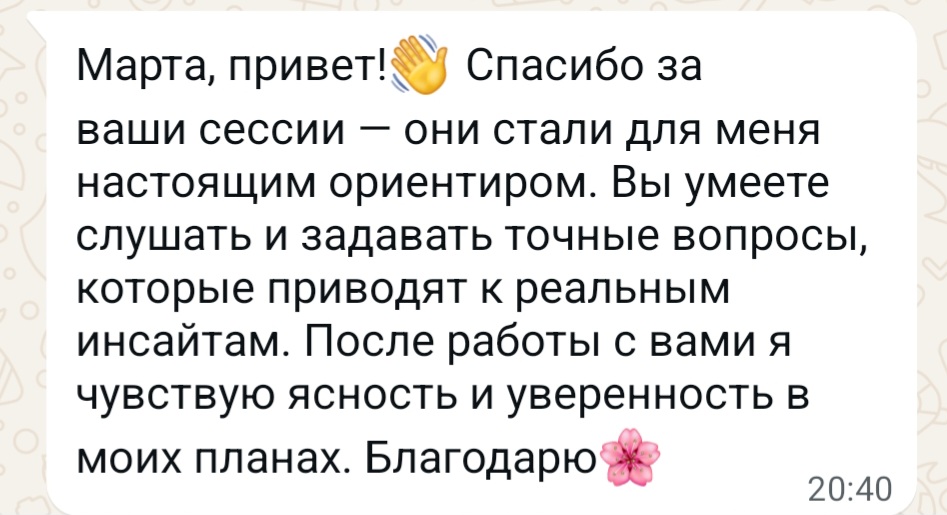 Марта, привет!👋 Спасибо за
ваши сессии — они стали для меня
настоящим ориентиром. Вы умеете
слушать и задавать точные вопросы,
которые приводят к реальным
инсайтам. После работы с вами я
чувствую ясность и уверенность в
моих планах. Благодарю🌸
20:40